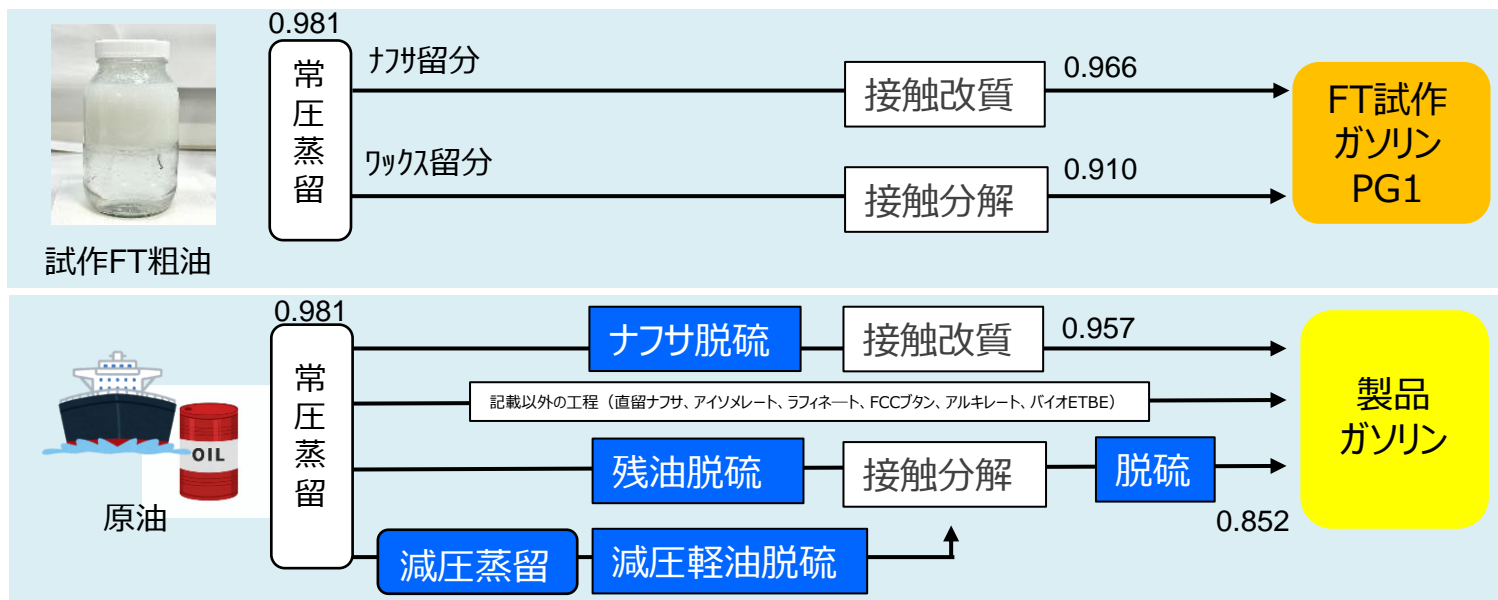 0.981
常圧蒸留
ﾅﾌｻ留分
接触改質
0.966
ﾜｯｸｽ留分
接触分解
0.910
FT試作
ガソリン
PG1
試作FT粗油
0.981
常圧蒸留
ナフサ脱硫
接触改質
0.957
記載以外の工程（直留ナフサ、アイソメレート、ラフィネート、FCCブタン、アルキレート、バイオETBE）
残油脱硫
接触分解
脱硫
0.852
減圧蒸留
減圧軽油脱硫
製品
ガソリン
OIL
原油